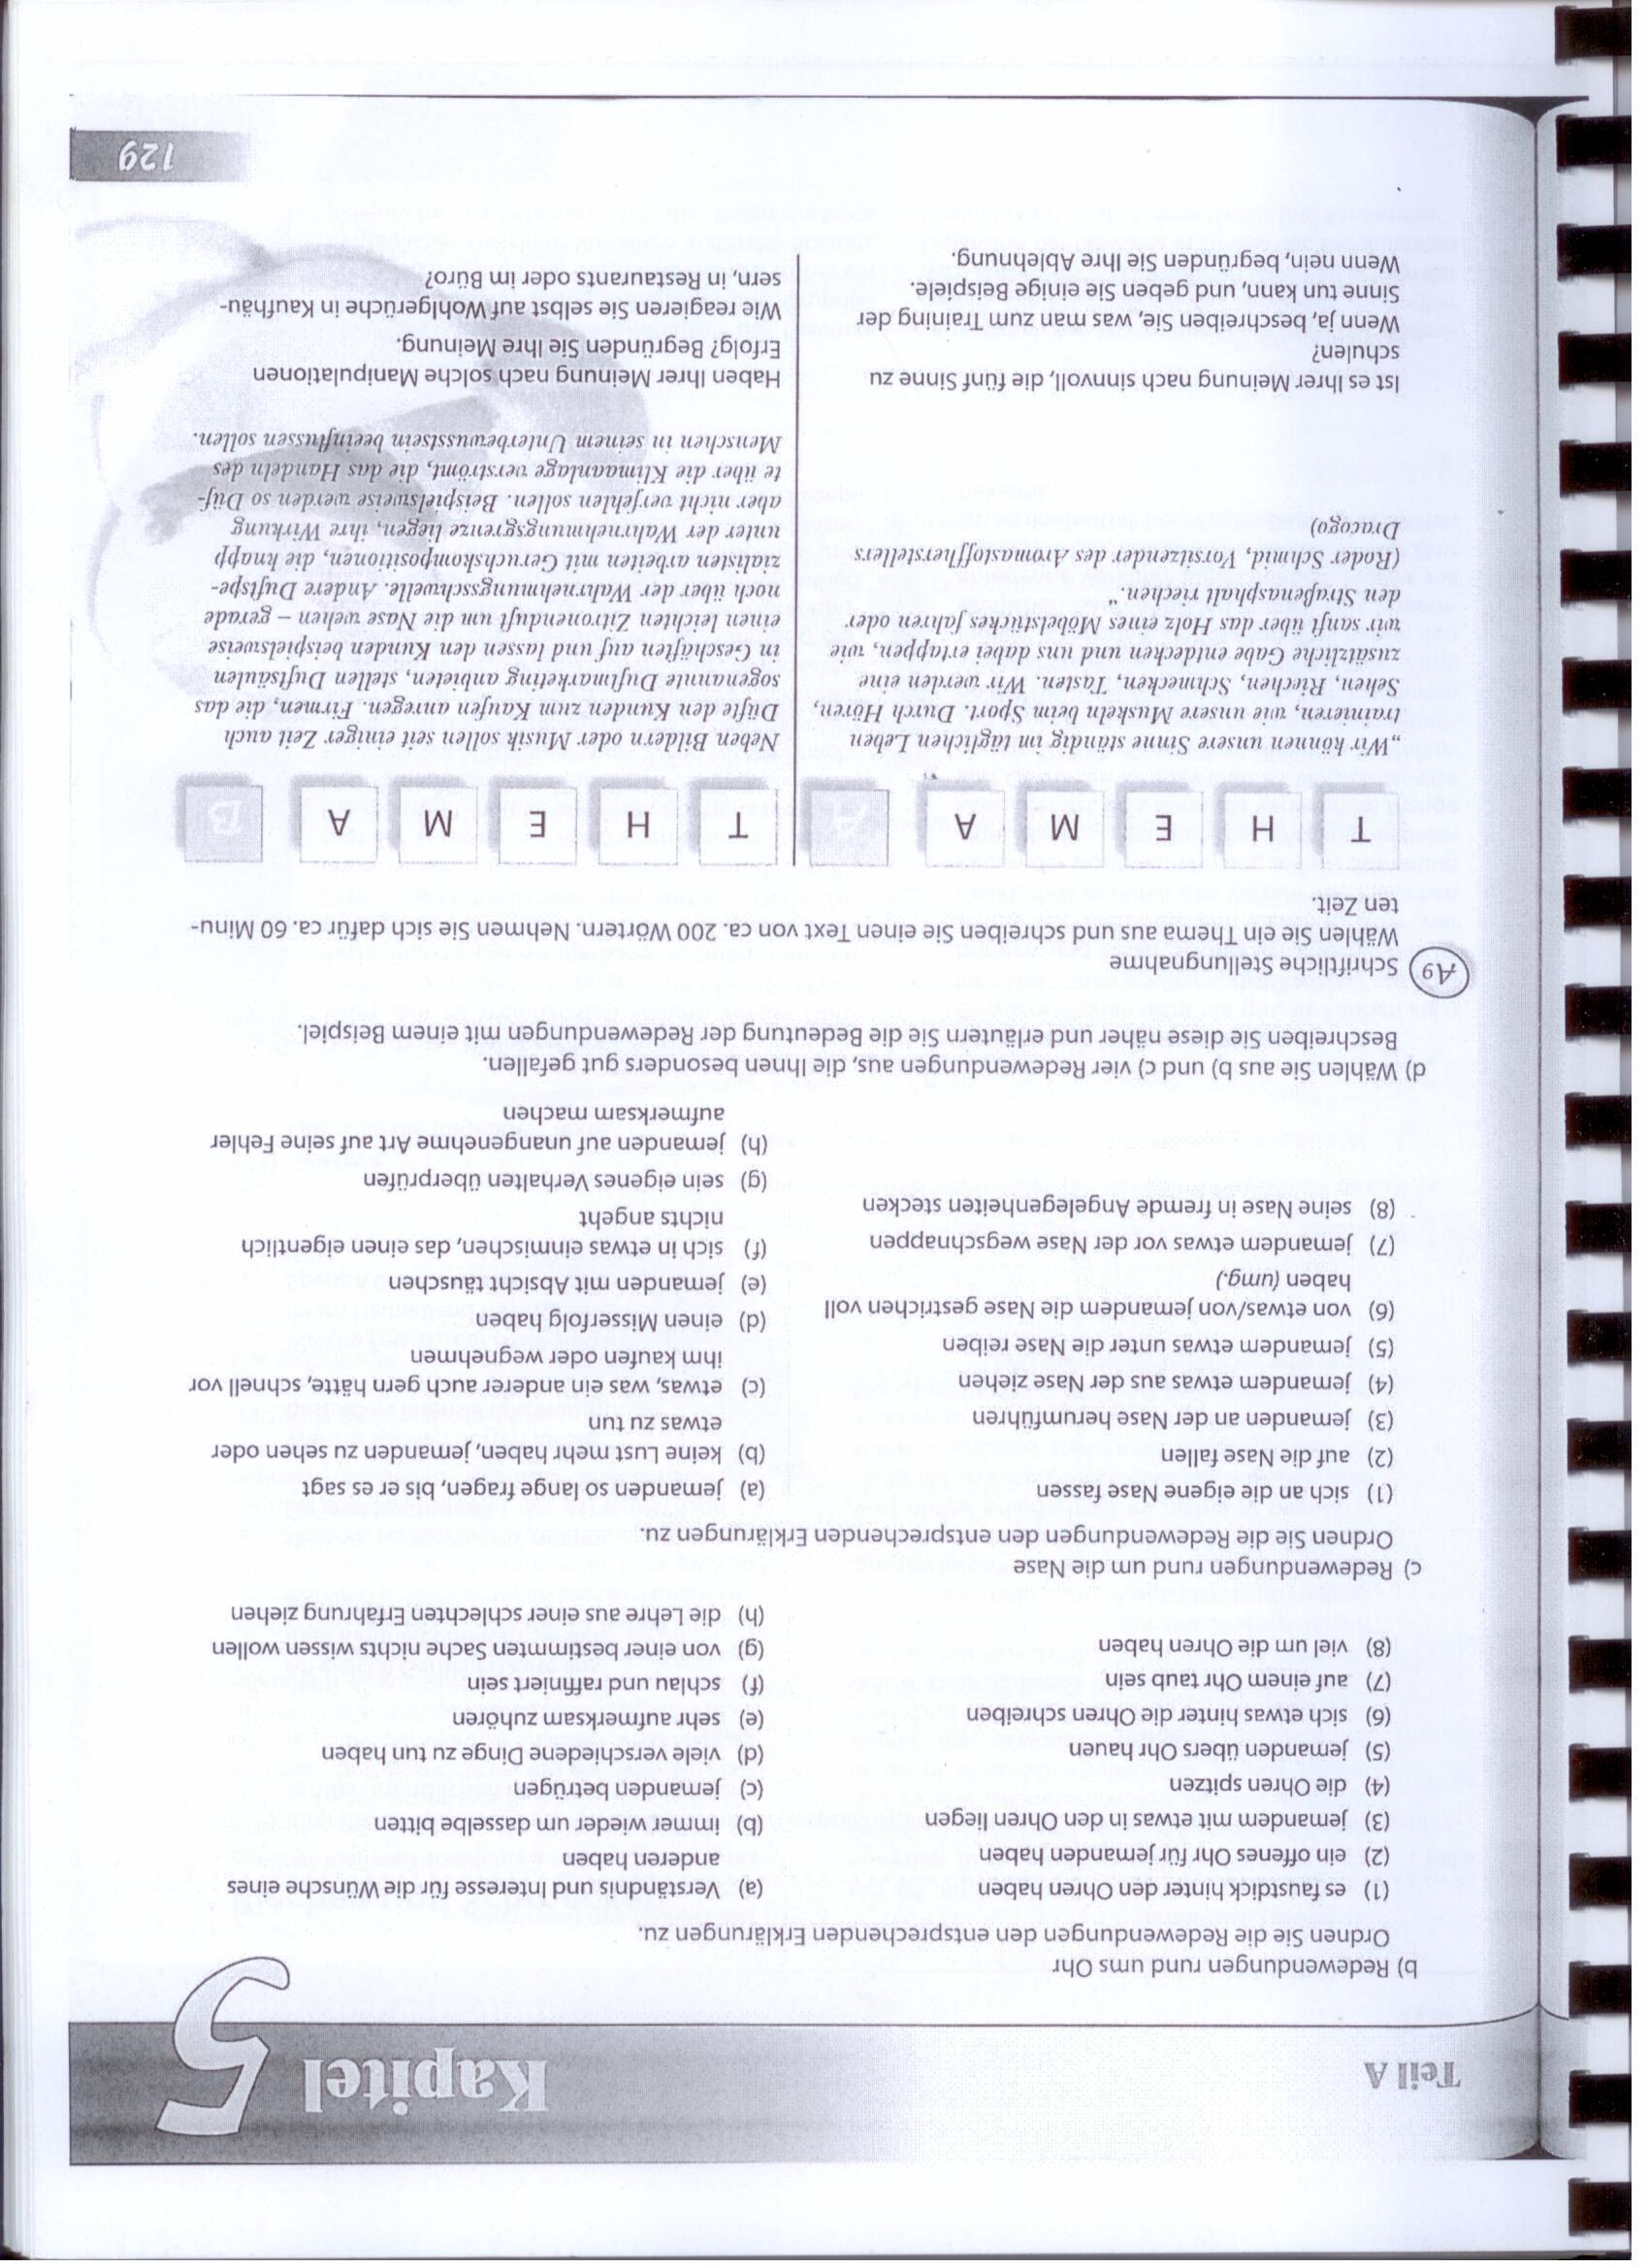 Teil A
Kapitel 5
b) Redewendungen rund ums Ohr
Ordnen Sie die Redewendungen den entsprechenden Erklärungen zu.
(1) es faustdick hinter den Ohren haben
(2) ein offenes Ohr für jemanden haben
(3) jemandem mit etwas in den Ohren liegen
(4) die Ohren spitzen
(5) jemanden übers Ohr hauen
(6) sich etwas hinter die Ohren schreiben
(7) auf einem Ohr taub sein
(8) viel um die Ohren haben
(a) Verständnis und Interesse für die Wünsche eines
anderen haben
(b) immer wieder um dasselbe bitten
(c) jemanden betrügen
(d) viele verschiedene Dinge zu tun haben
(e) sehr aufmerksam zuhören
(f) schlau und raffiniert sein
(g) von einer bestimmten Sache nichts wissen wollen
(h) die Lehre aus einer schlechten Erfahrung ziehen
c) Redewendungen rund um die Nase
Ordnen Sie die Redewendungen den entsprechenden Erklärungen zu.
(1) sich an die eigene Nase fassen
(2) auf die Nase fallen
(3) jemanden an der Nase herumführen
(4) jemandem etwas aus der Nase ziehen
(5) jemandem etwas unter die Nase reiben
(6) von etwas/von jemandem die Nase gestrichen voll
haben (umg.)
(7) jemandem etwas vor der Nase wegschnappen
(8) seine Nase in fremde Angelegenheiten stecken
(a) jemanden so lange fragen, bis er es sagt
(b) keine Lust mehr haben, jemanden zu sehen oder
etwas zu tun
(c) etwas, was ein anderer auch gern hätte, schnell vor
ihm kaufen oder wegnehmen
(d) einen Misserfolg haben
(e) jemanden mit Absicht täuschen
(f) sich in etwas einmischen, das einen eigentlich
nichts angeht
(g) sein eigenes Verhalten überprüfen
(h) jemanden auf unangenehme Art auf seine Fehler
aufmerksam machen
d) Wählen Sie aus b) und c) vier Redewendungen aus, die Ihnen besonders gut gefallen.
Beschreiben Sie diese näher und erläutern Sie die Bedeutung der Redewendungen mit einem Beispiel.
A9 Schriftliche Stellungnahme
Wählen Sie ein Thema aus und schreiben Sie einen Text von ca. 200 Wörtern. Nehmen Sie sich dafür ca. 60 Minu-
ten Zeit.
T H E M A A
„Wir können unsere Sinne ständig im täglichen Leben
trainieren, wie unsere Muskeln beim Sport. Durch Hören,
Sehen, Riechen, Schmecken, Tasten. Wir werden eine
zusätzliche Gabe entdecken und uns dabei ertappen, wie
wir sanft über das Holz eines Möbelstückes fahren oder
den Straßenasphalt riechen.“
(Roder Schmid, Vorsitzender des Aromastoffherstellers
Dracogo)
Ist es Ihrer Meinung nach sinnvoll, die fünf Sinne zu
schulen?
Wenn ja, beschreiben Sie, was man zum Training der
Sinne tun kann, und geben Sie einige Beispiele.
Wenn nein, begründen Sie Ihre Ablehnung.
T H E M A B
Neben Bildern oder Musik sollen seit einiger Zeit auch
Düfte den Kunden zum Kaufen anregen. Firmen, die das
sogenannte Duftmarketing anbieten, stellen Duftsäulen
in Geschäften auf und lassen den Kunden beispielsweise
einen leichten Zitronenduft um die Nase wehen – gerade
noch über der Wahrnehmungsschwelle. Andere Duftspe-
zialisten arbeiten mit Geruchskompositionen, die knapp
unter der Wahrnehmungsgrenze liegen, ihre Wirkung
aber nicht verfehlen sollen. Beispielsweise werden so Düf-
te über die Klimaanlage verströmt, die das Handeln des
Menschen in seinem Unterbewusstsein beeinflussen sollen.
Haben Ihrer Meinung nach solche Manipulationen
Erfolg? Begründen Sie Ihre Meinung.
Wie reagieren Sie selbst auf Wohlgerüche in Kaufhäu-
sern, in Restaurants oder im Büro?
129